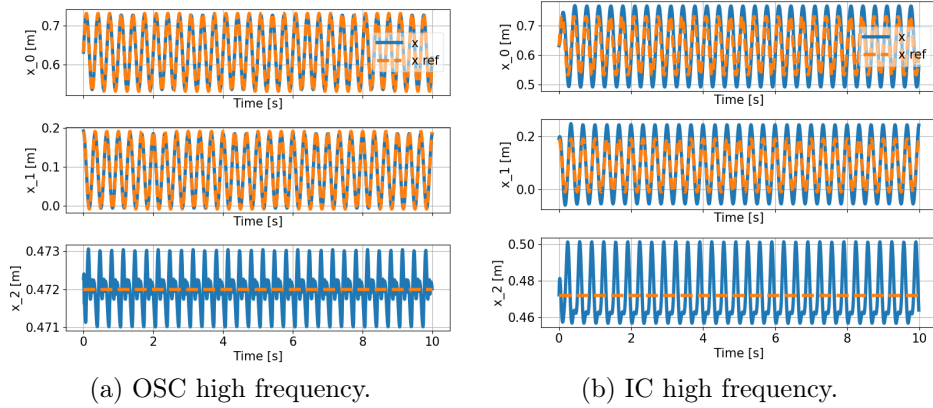 x_0 [m]
0.7
0.6
x
x ref
Time [s]
x_1 [m]
0.2
0.1
0.0
Time [s]
x_2 [m]
0.473
0.472
0.471
0 2 4 6 8 10
Time [s]
(a) OSC high frequency.
x_0 [m]
0.7
0.6
0.5
x
x ref
Time [s]
x_1 [m]
0.2
0.0
Time [s]
x_2 [m]
0.50
0.48
0.46
0 2 4 6 8 10
Time [s]
(b) IC high frequency.